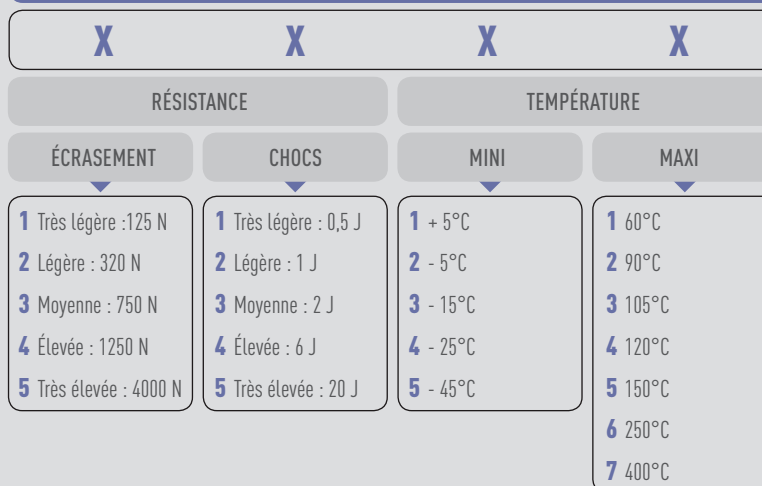 X X X X
RÉSISTANCE TEMPÉRATURE
ÉCRASEMENT CHOCS MINI MAXI
1 Très légère :125 N
2 Légère : 320 N
3 Moyenne : 750 N
4 Élevée : 1250 N
5 Très élevée : 4000 N
1 Très légère : 0,5 J
2 Légère : 1 J
3 Moyenne : 2 J
4 Élevée : 6 J
5 Très élevée : 20 J
1 + 5°C
2 - 5°C
3 - 15°C
4 - 25°C
5 - 45°C
1 60°C
2 90°C
3 105°C
4 120°C
5 150°C
6 250°C
7 400°C